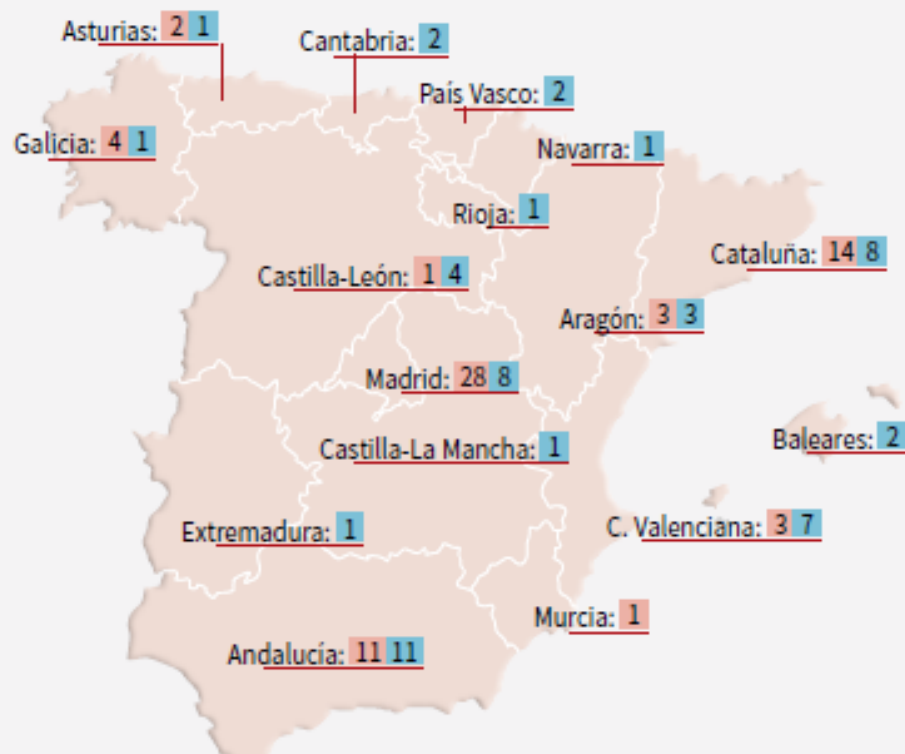 Asturias: 2 1
Cantabria: 2
País Vasco: 2
Galicia: 4 1
Navarra: 1
Rioja: 1
Cataluña: 14 8
Castilla-León: 1 4
Aragón: 3 3
Madrid: 28 8
Baleares: 2
Castilla-La Mancha: 1
C. Valenciana: 3 7
Extremadura: 1
Murcia: 1
Andalucía: 11 11